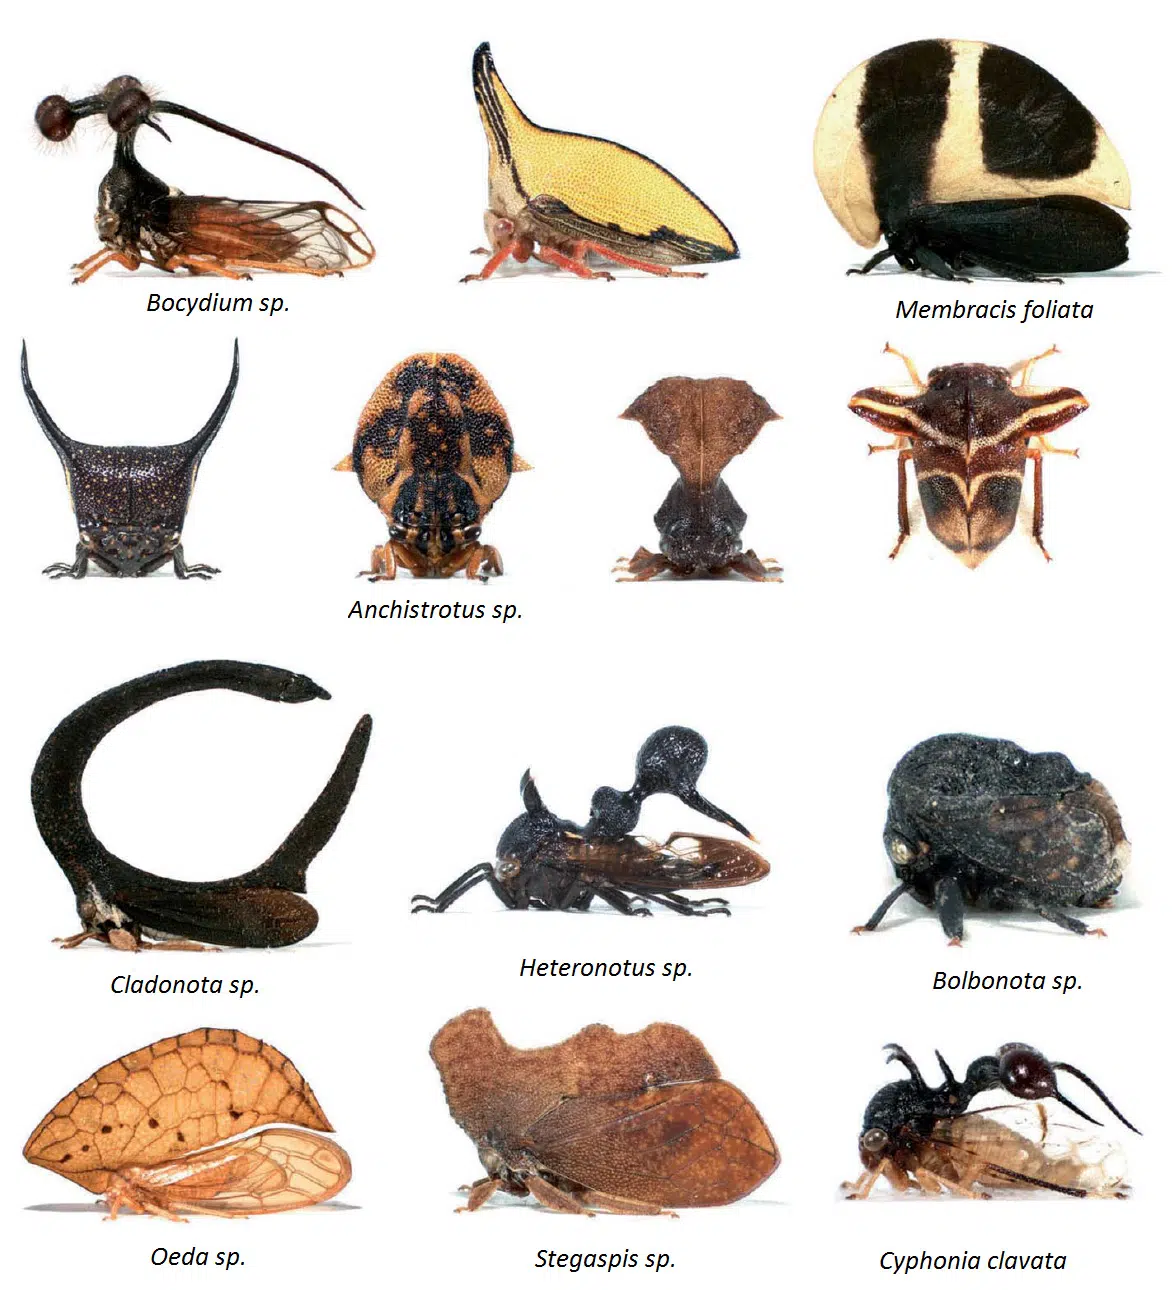 Bocydium sp.
Membracis foliata
Anchistrotus sp.
Cladonota sp.
Heteronotus sp.
Bolbonota sp.
Oeda sp.
Stegaspis sp.
Cyphonia clavata